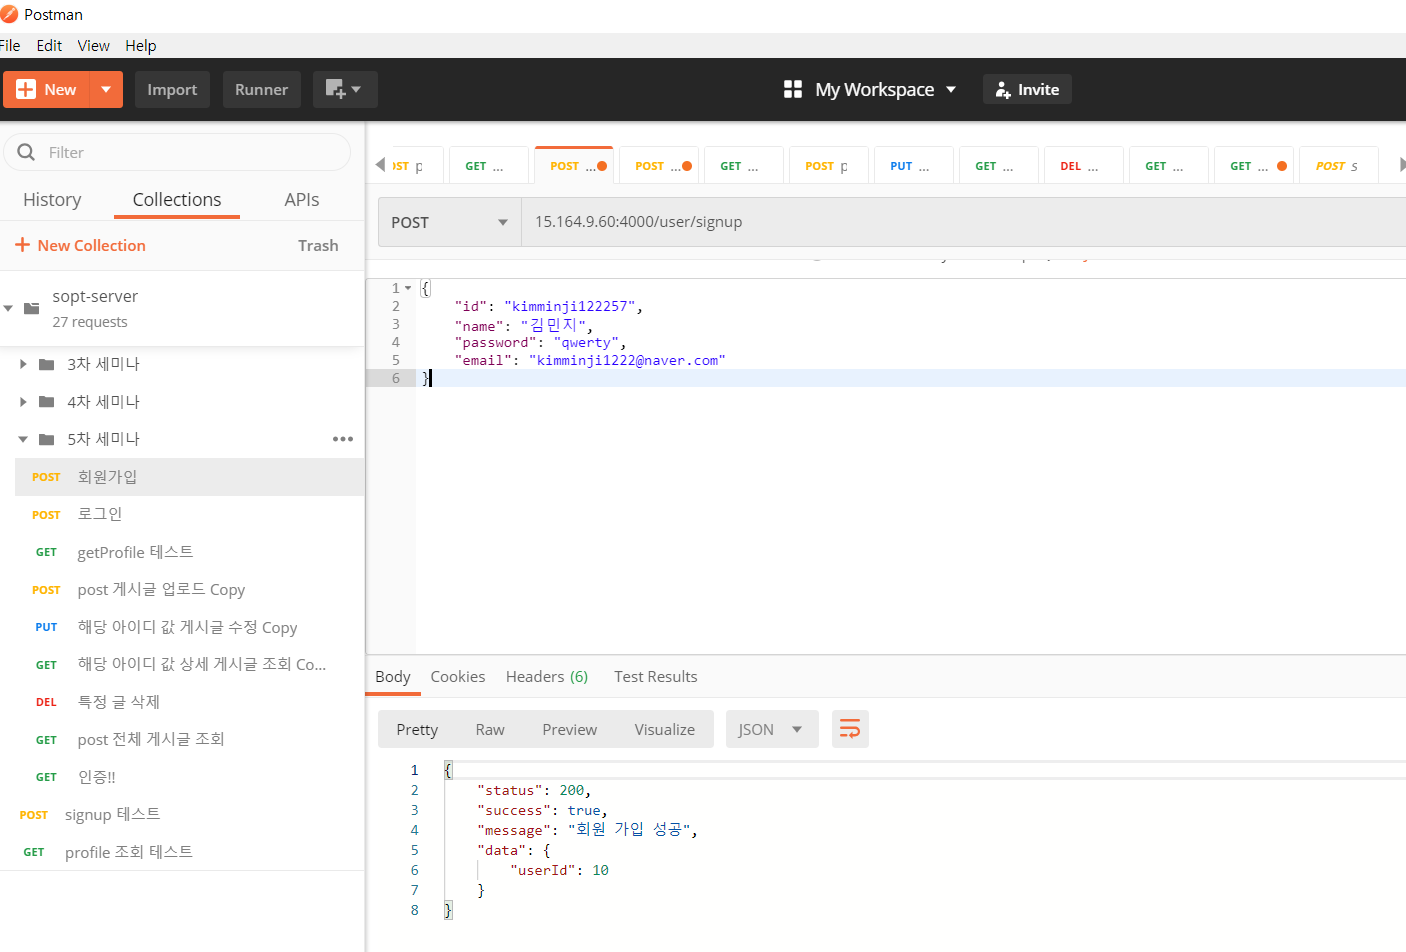 Postman
File Edit View Help
New Import Runner My Workspace Invite
Filter
History Collections APIs
New Collection Trash
sopt-server
27 requests
3차 세미나
4차 세미나
5차 세미나
POST 회원가입
POST 로그인
GET getProfile 테스트
POST post 게시글 업로드 Copy
PUT 해당 아이디 값 게시글 수정 Copy
GET 해당 아이디 값 상세 게시글 조회 Co...
DEL 특정 글 삭제
GET post 전체 게시글 조회
GET 인증!!
POST signup 테스트
GET profile 조회 테스트
OST p GET ... POST ... POST ... GET ... POST p PUT ... GET ... DEL ... GET ... GET ... POST s
POST 15.164.9.60:4000/user/signup
1 {
2 "id": "kimminji122257",
3 "name": "김민지",
4 "password": "qwerty",
5 "email": "kimminji1222@naver.com"
6 }
Body Cookies Headers (6) Test Results
Pretty Raw Preview Visualize JSON
1 {
2 "status": 200,
3 "success": true,
4 "message": "회원 가입 성공",
5 "data": {
6 "userId": 10
7 }
8 }